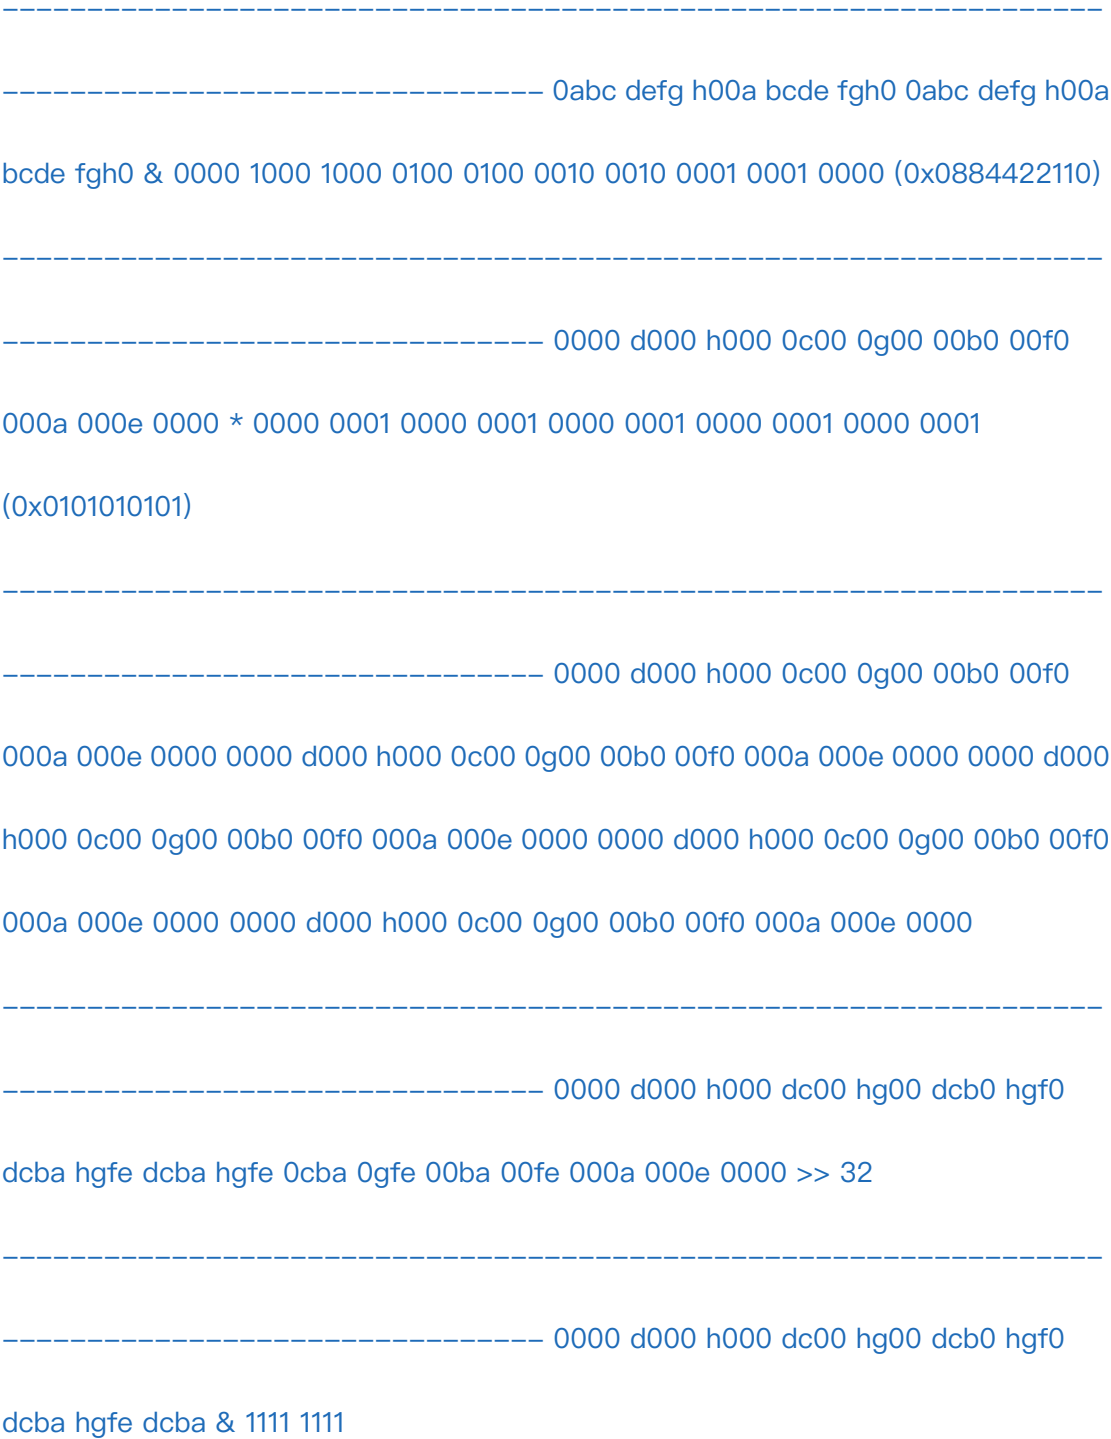 -----------------------------------------------------------------
-------------------------------- 0abc defg h00a bcde fgh0 0abc defg h00a
bcde fgh0 & 0000 1000 1000 0100 0100 0010 0010 0001 0001 0000 (0x0884422110)
-----------------------------------------------------------------
-------------------------------- 0000 d000 h000 0c00 0g00 00b0 00f0
000a 000e 0000 * 0000 0001 0000 0001 0000 0001 0000 0001 0000 0001
(0x0101010101)
-----------------------------------------------------------------
-------------------------------- 0000 d000 h000 0c00 0g00 00b0 00f0
000a 000e 0000 0000 d000 h000 0c00 0g00 00b0 00f0 000a 000e 0000 0000 d000
h000 0c00 0g00 00b0 00f0 000a 000e 0000 0000 d000 h000 0c00 0g00 00b0 00f0
000a 000e 0000 0000 d000 h000 0c00 0g00 00b0 00f0 000a 000e 0000
-----------------------------------------------------------------
-------------------------------- 0000 d000 h000 dc00 hg00 dcb0 hgf0
dcba hgfe dcba hgfe 0cba 0gfe 00ba 00fe 000a 000e 0000 >> 32
-----------------------------------------------------------------
-------------------------------- 0000 d000 h000 dc00 hg00 dcb0 hgf0
dcba hgfe dcba & 1111 1111